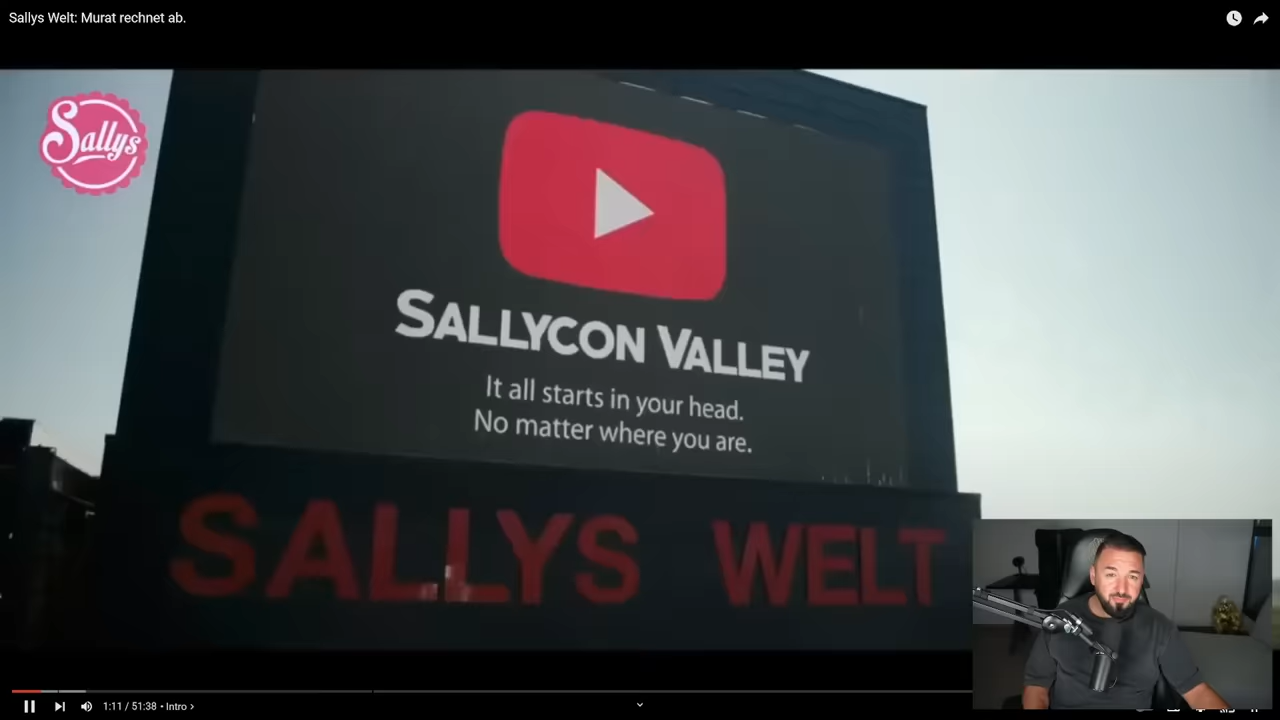 Sallys Welt: Murat rechnet ab.
Sallys
SALLYCON VALLEY
It all starts in your head.
No matter where you are.
SALLYS WELT
1:11 / 51:38 • Intro ›